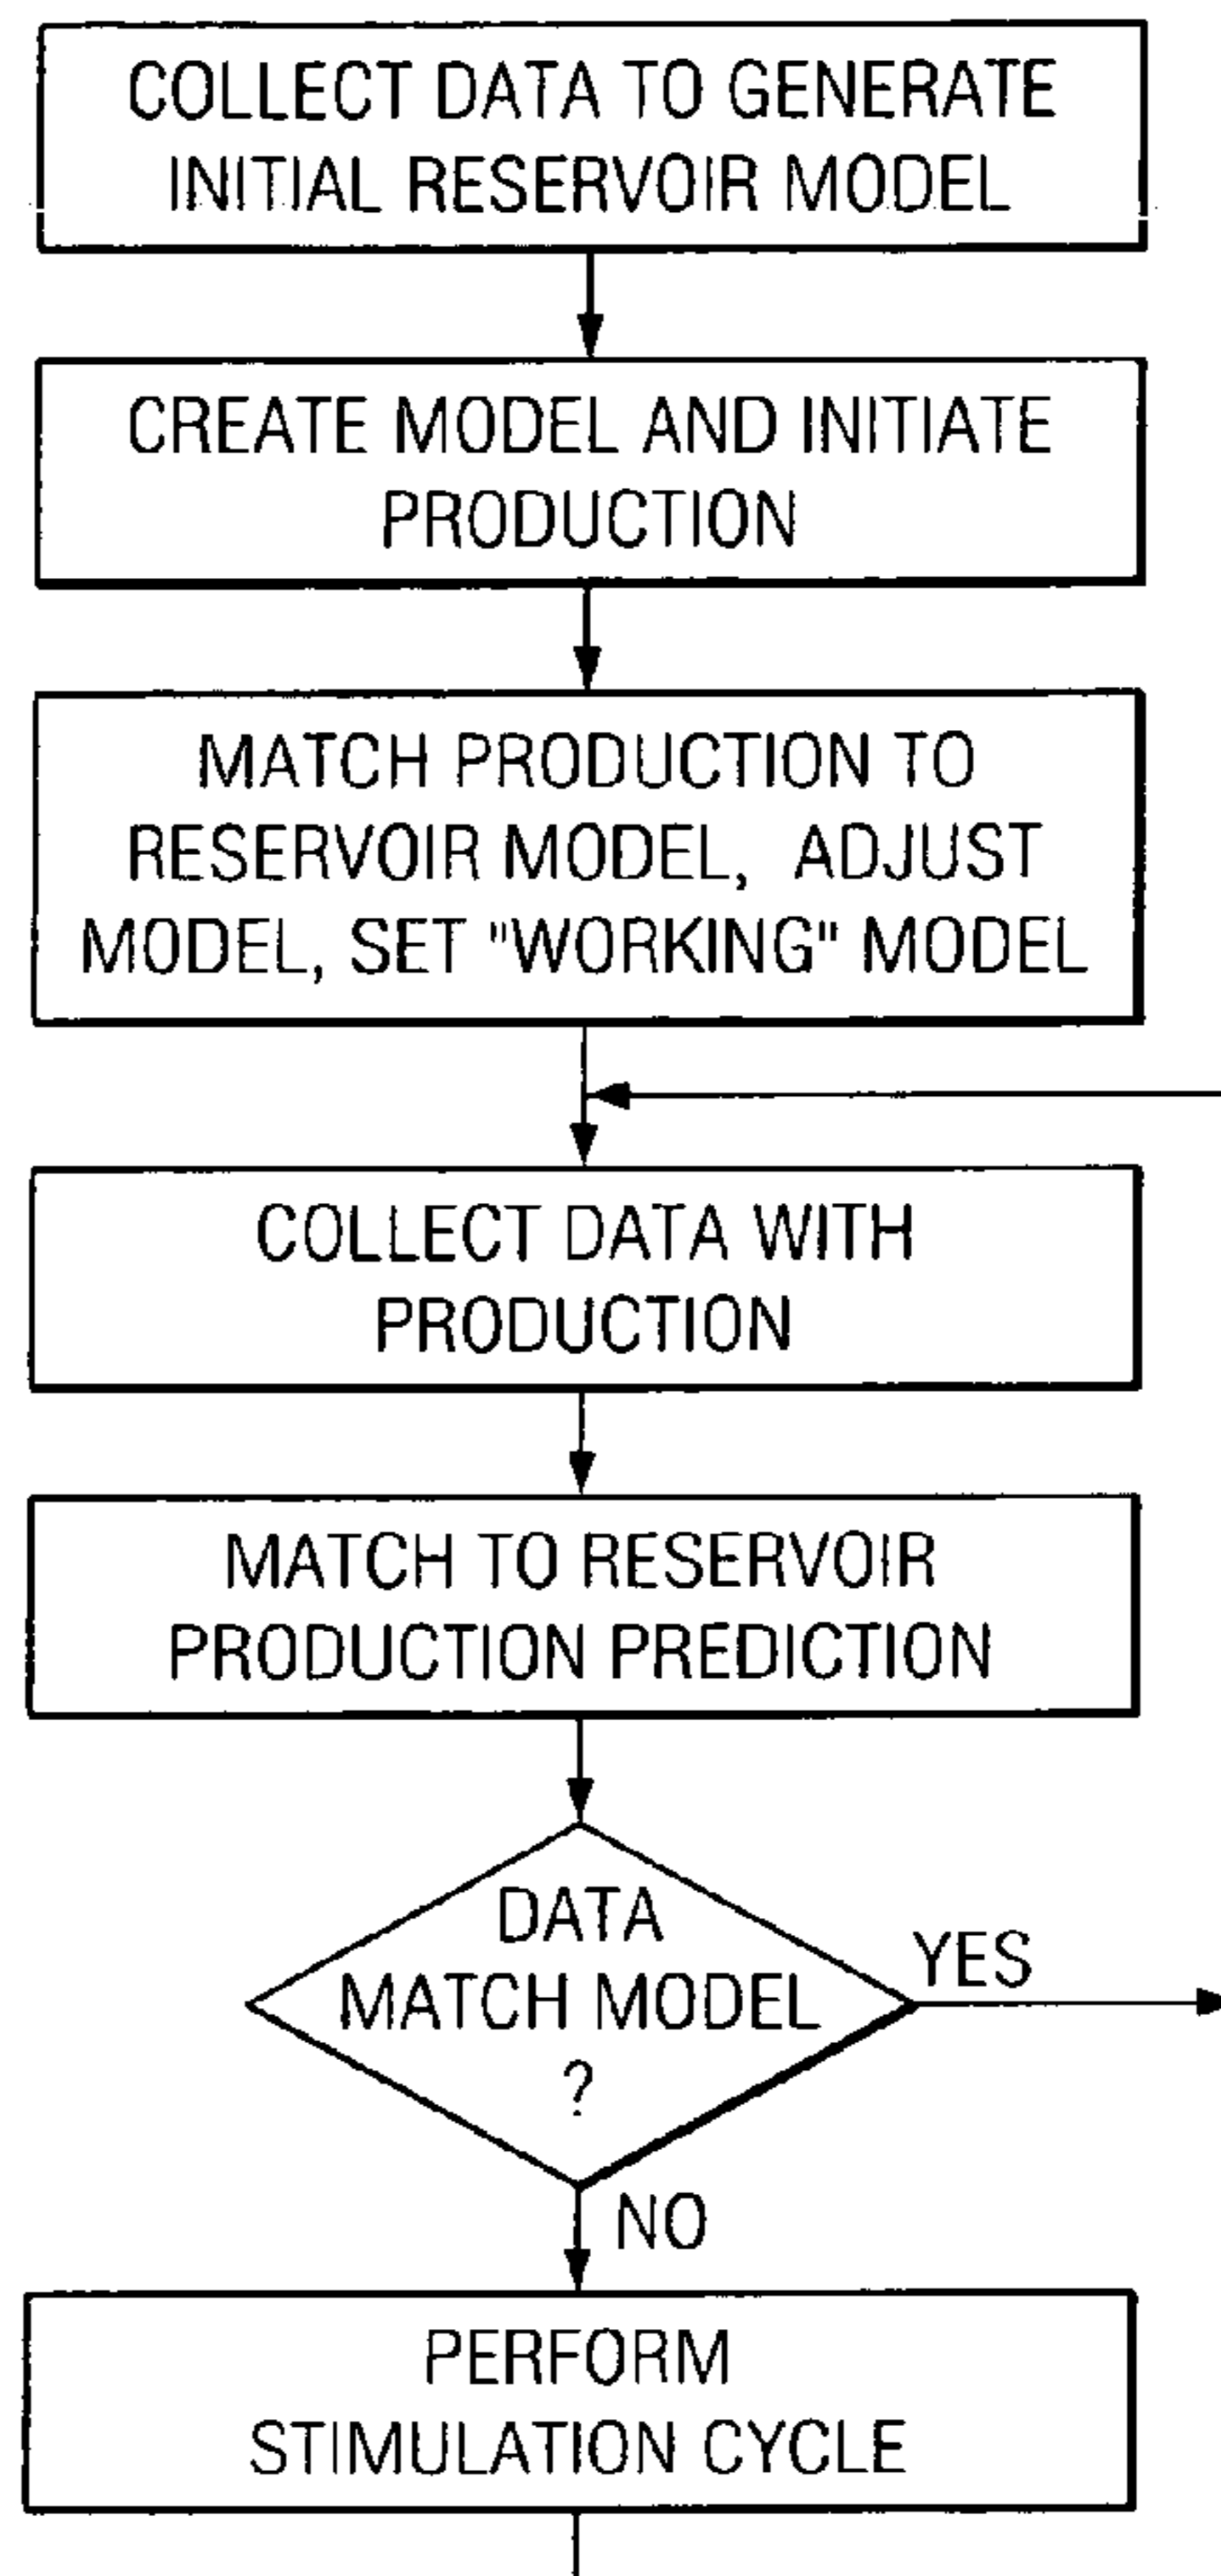 COLLECT DATA TO GENERATE
INITIAL RESERVOIR MODEL
CREATE MODEL AND INITIATE
PRODUCTION
MATCH PRODUCTION TO
RESERVOIR MODEL, ADJUST
MODEL, SET "WORKING" MODEL
COLLECT DATA WITH
PRODUCTION
MATCH TO RESERVOIR
PRODUCTION PREDICTION
DATA
MATCH MODEL
?
YES
NO
PERFORM
STIMULATION CYCLE